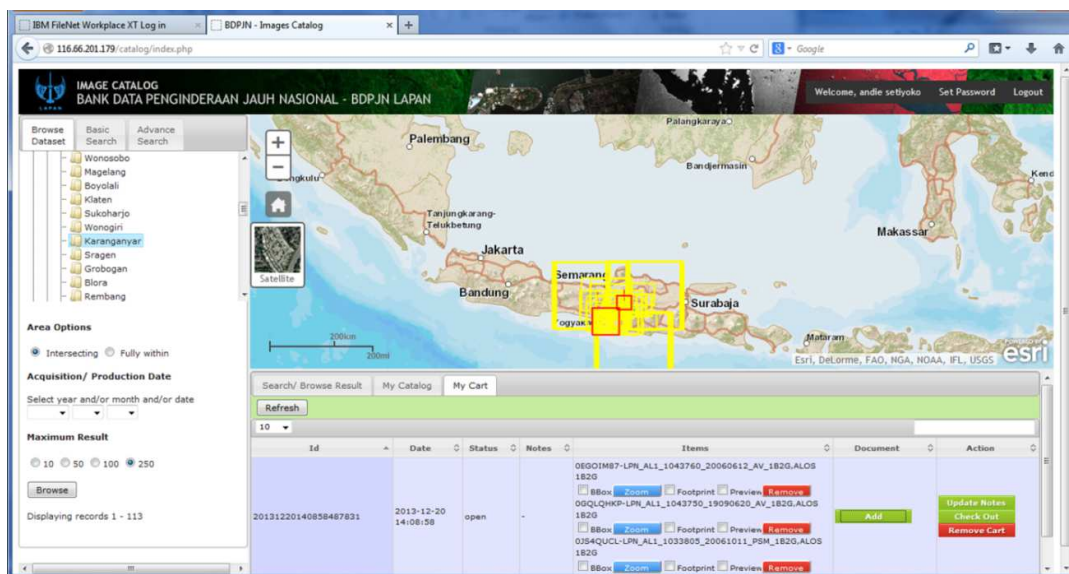 IBM FileNet Workplace XT Log in
BDPJN - Images Catalog
116.66.201.179/catalog/index.php
Google
LAPAN
IMAGE CATALOG
BANK DATA PENGINDERAAN JAUH NASIONAL - BDPJN LAPAN
Welcome, andie setiyoko Set Password Logout
Browse Dataset
Basic Search
Advance Search
Wonosobo
Magelang
Boyolali
Klaten
Sukoharjo
Wonogiri
Karanganyar
Sragen
Grobogan
Blora
Rembang
Area Options
Intersecting Fully within
Acquisition/ Production Date
Select year and/or month and/or date
Maximum Result
10 50 100 250
Browse
Displaying records 1 - 113
+
−
Satellite
Palembang
Palangkaraya
Bandjermasin
Tanjungkarang-
Telukbetung
Jakarta
Bandung
Semarang
Surabaja
Makassar
Mataram
200km
200mi
POWERED BY
esri
Esri, DeLorme, FAO, NGA, NOAA, IFL, USGS
Search/ Browse Result My Catalog My Cart
Refresh
10
Id Date Status Notes Items Document Action
20131220140858487831
2013-12-20
14:08:58
open
-
0EGOIM87-LPN_AL1_1043760_20060612_AV_1B2G,ALOS
1B2G
BBox Zoom Footprint Preview Remove
0GQLQHKP-LPN_AL1_1043750_19090620_AV_1B2G,ALOS
1B2G
BBox Zoom Footprint Preview Remove
0JS4QUCL-LPN_AL1_1033805_20061011_PSM_1B2G,ALOS
1B2G
BBox Zoom Footprint Preview Remove
Add
Update Notes
Check Out
Remove Cart